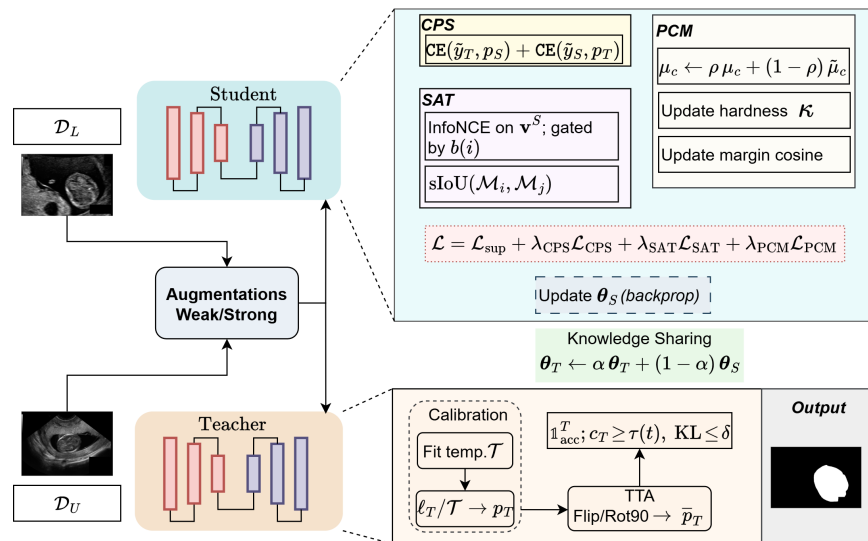 𝒟_L
Student
Augmentations
Weak/Strong
Teacher
𝒟_U
CPS
CE(ỹ_T, p_S) + CE(ỹ_S, p_T)
SAT
InfoNCE on v^S; gated
by b(i)
sIoU(ℳ_i, ℳ_j)
PCM
μ_c ← ρ μ_c + (1 − ρ) μ̃_c
Update hardness κ
Update margin cosine
ℒ = ℒ_sup + λ_CPS ℒ_CPS + λ_SAT ℒ_SAT + λ_PCM ℒ_PCM
Update θ_S (backprop)
Knowledge Sharing
θ_T ← α θ_T + (1 − α) θ_S
Calibration
Fit temp. 𝒯
ℓ_T/𝒯 → p_T
𝟙^T_acc; c_T ≥ τ(t), KL ≤ δ
TTA
Flip/Rot90 → p̅_T
Output